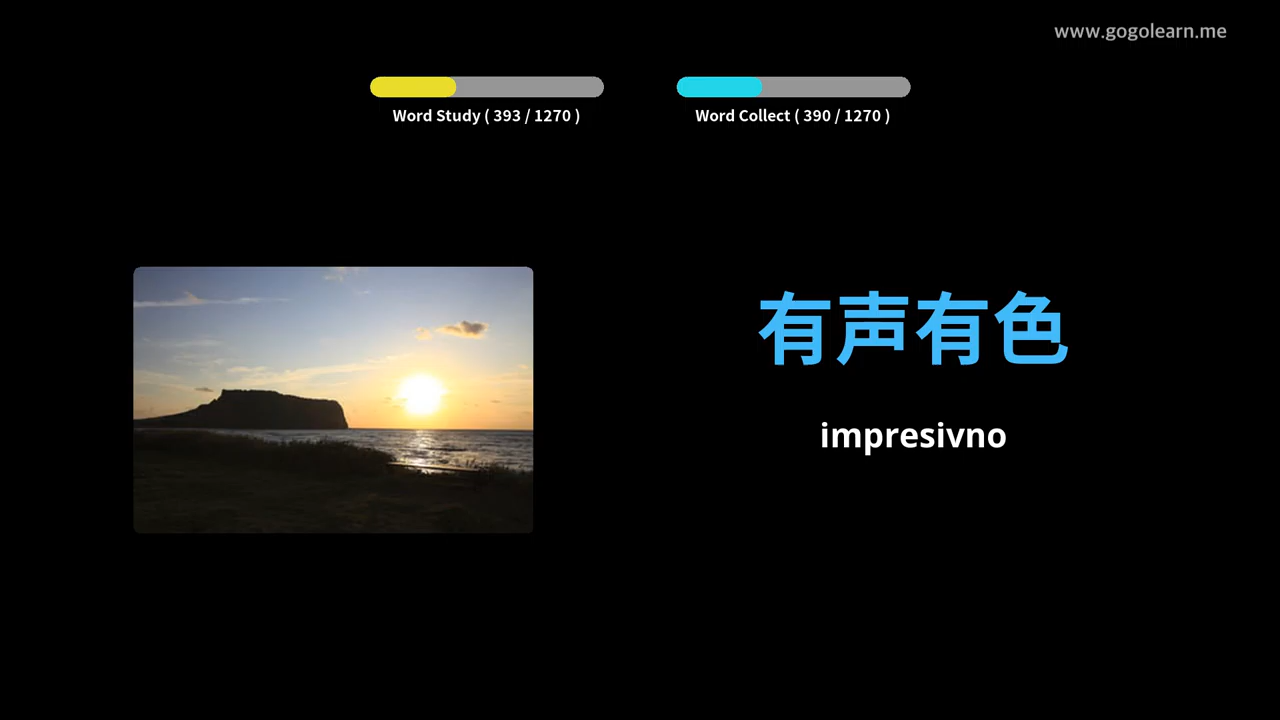 www.gogolearn.me
Word Study ( 393 / 1270 )
Word Collect ( 390 / 1270 )
有声有色
impresivno